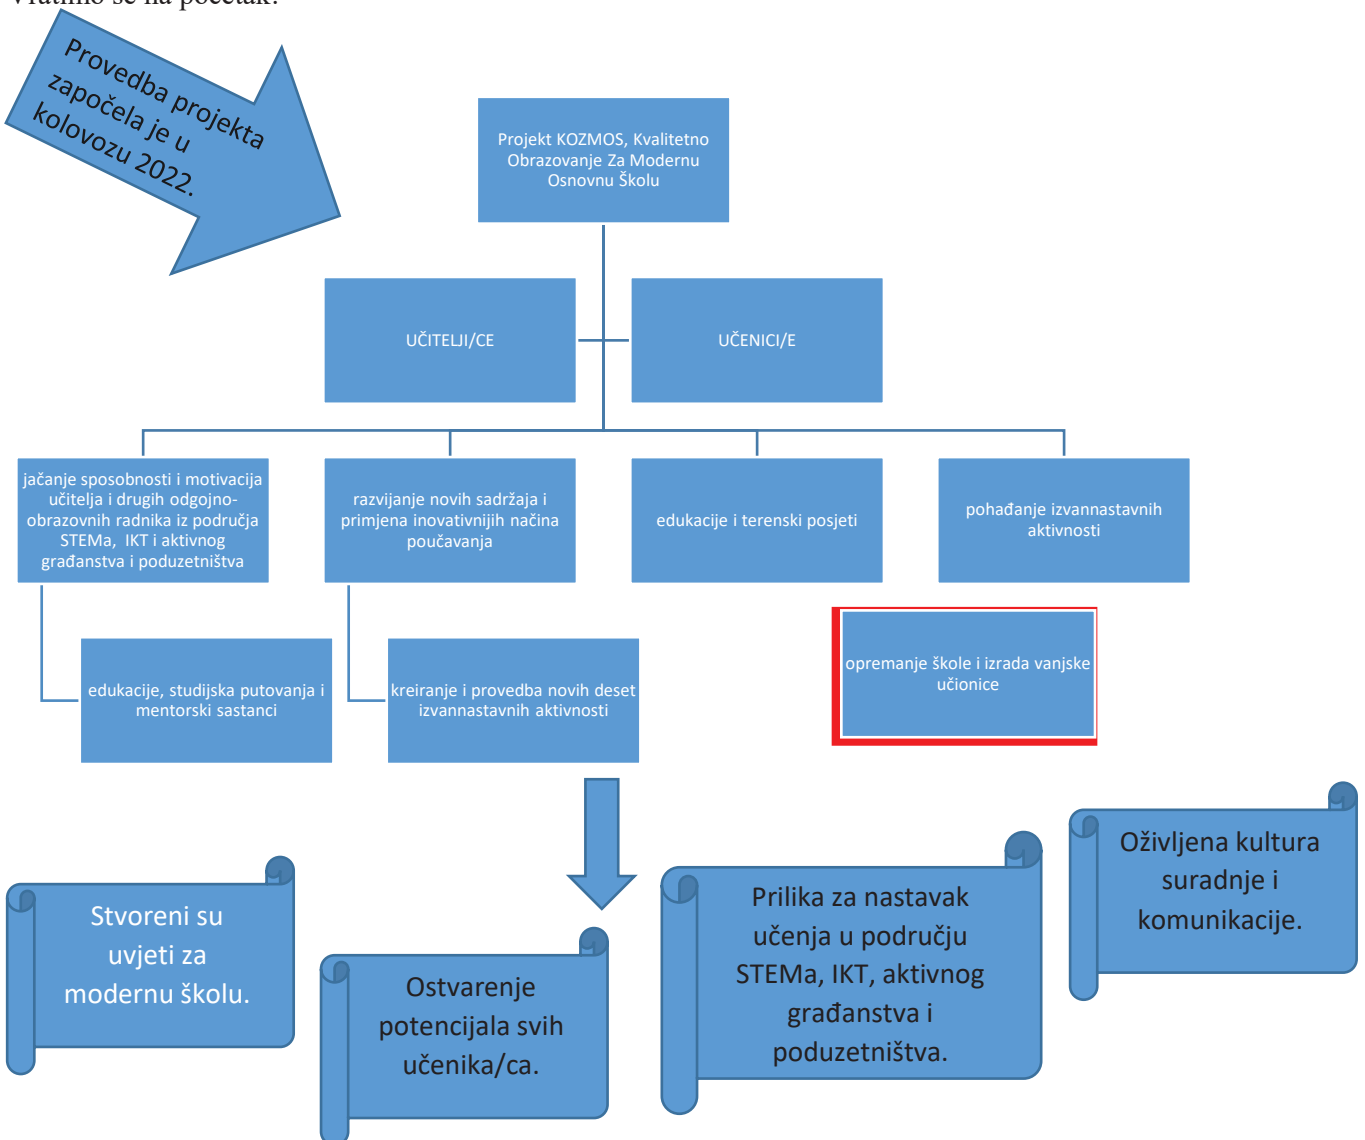 Vratimo se na početak.
Provedba projekta
započela je u
kolovozu 2022.
Projekt KOZMOS, Kvalitetno
Obrazovanje Za Modernu
Osnovnu Školu
UČITELJI/CE
UČENICI/E
jačanje sposobnosti i motivacija
učitelja i drugih odgojno-
obrazovnih radnika iz područja
STEMa, IKT i aktivnog
građanstva i poduzetništva
razvijanje novih sadržaja i
primjena inovativnijih načina
poučavanja
edukacije i terenski posjeti
pohađanje izvannastavnih
aktivnosti
edukacije, studijska putovanja i
mentorski sastanci
kreiranje i provedba novih deset
izvannastavnih aktivnosti
opremanje škole i izrada vanjske
učionice
Stvoreni su
uvjeti za
modernu školu.
Ostvarenje
potencijala svih
učenika/ca.
Prilika za nastavak
učenja u području
STEMa, IKT, aktivnog
građanstva i
poduzetništva.
Oživljena kultura
suradnje i
komunikacije.